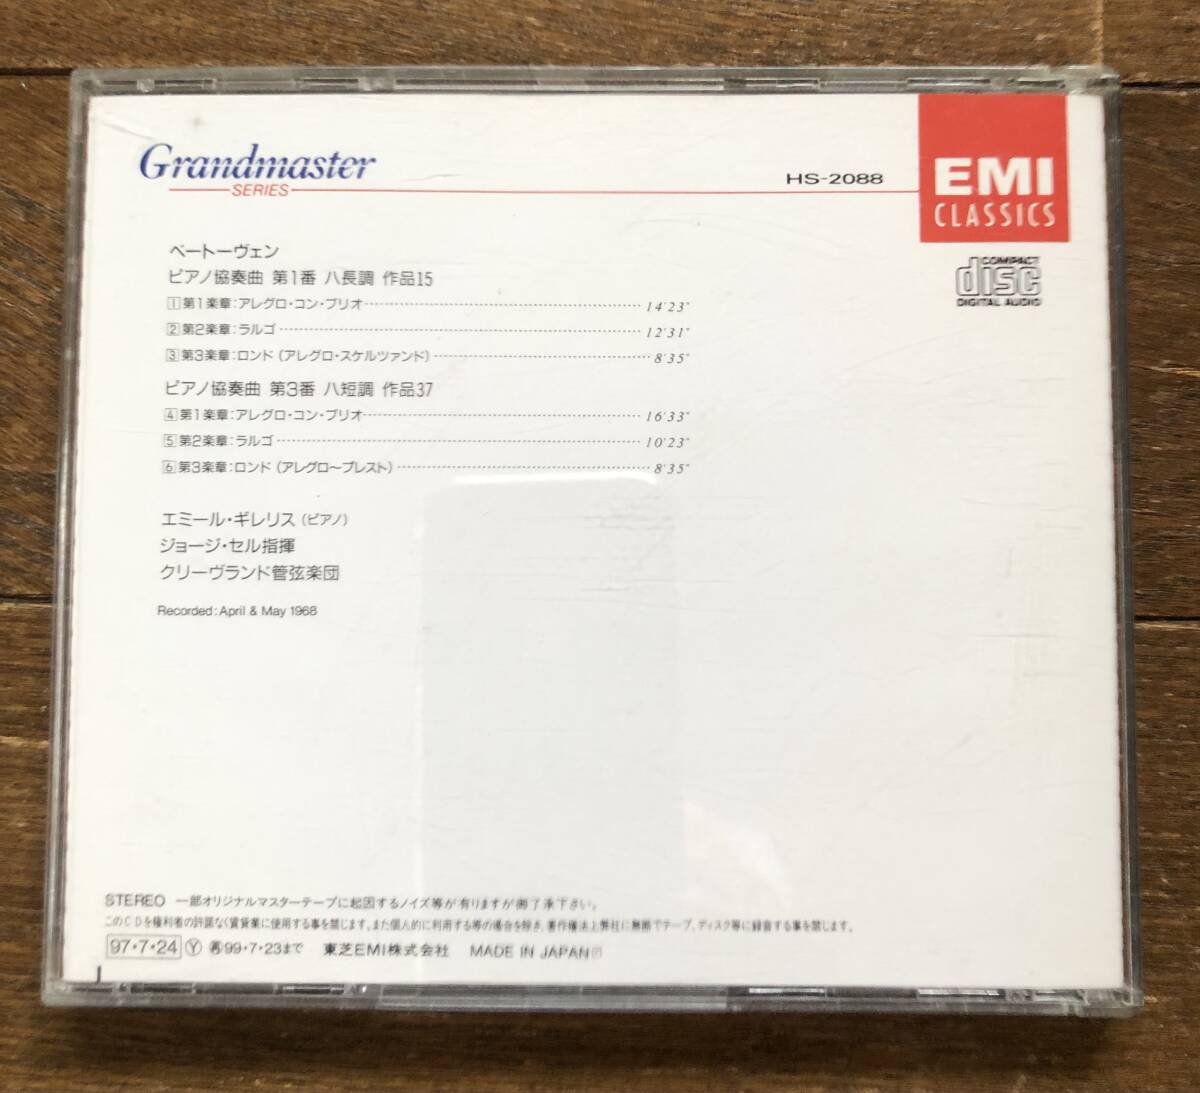 Grandmaster
SERIES
HS-2088
EMI
CLASSICS
COMPACT
disc
DIGITAL AUDIO
ベートーヴェン
ピアノ協奏曲 第1番 ハ長調 作品15
1 第1楽章:アレグロ・コン・ブリオ 14'23"
2 第2楽章:ラルゴ 12'31"
3 第3楽章:ロンド(アレグロ・スケルツァンド) 8'35"
ピアノ協奏曲 第3番 ハ短調 作品37
4 第1楽章:アレグロ・コン・ブリオ 16'33"
5 第2楽章:ラルゴ 10'23"
6 第3楽章:ロンド(アレグロ〜プレスト) 8'35"
エミール・ギレリス(ピアノ)
ジョージ・セル指揮
クリーヴランド管弦楽団
Recorded: April & May 1968
STEREO 一部オリジナルマスターテープに起因するノイズ等が有りますが御了承下さい。
このCDを権利者の許諾なく賃貸業に使用する事を禁じます。また個人的に利用する等の場合を除き、著作権法上弊社に無断でテープ、ディスク等に録音する事を禁じます。
97・7・24 Ⓨ ㊐99・7・23まで 東芝EMI株式会社 MADE IN JAPAN